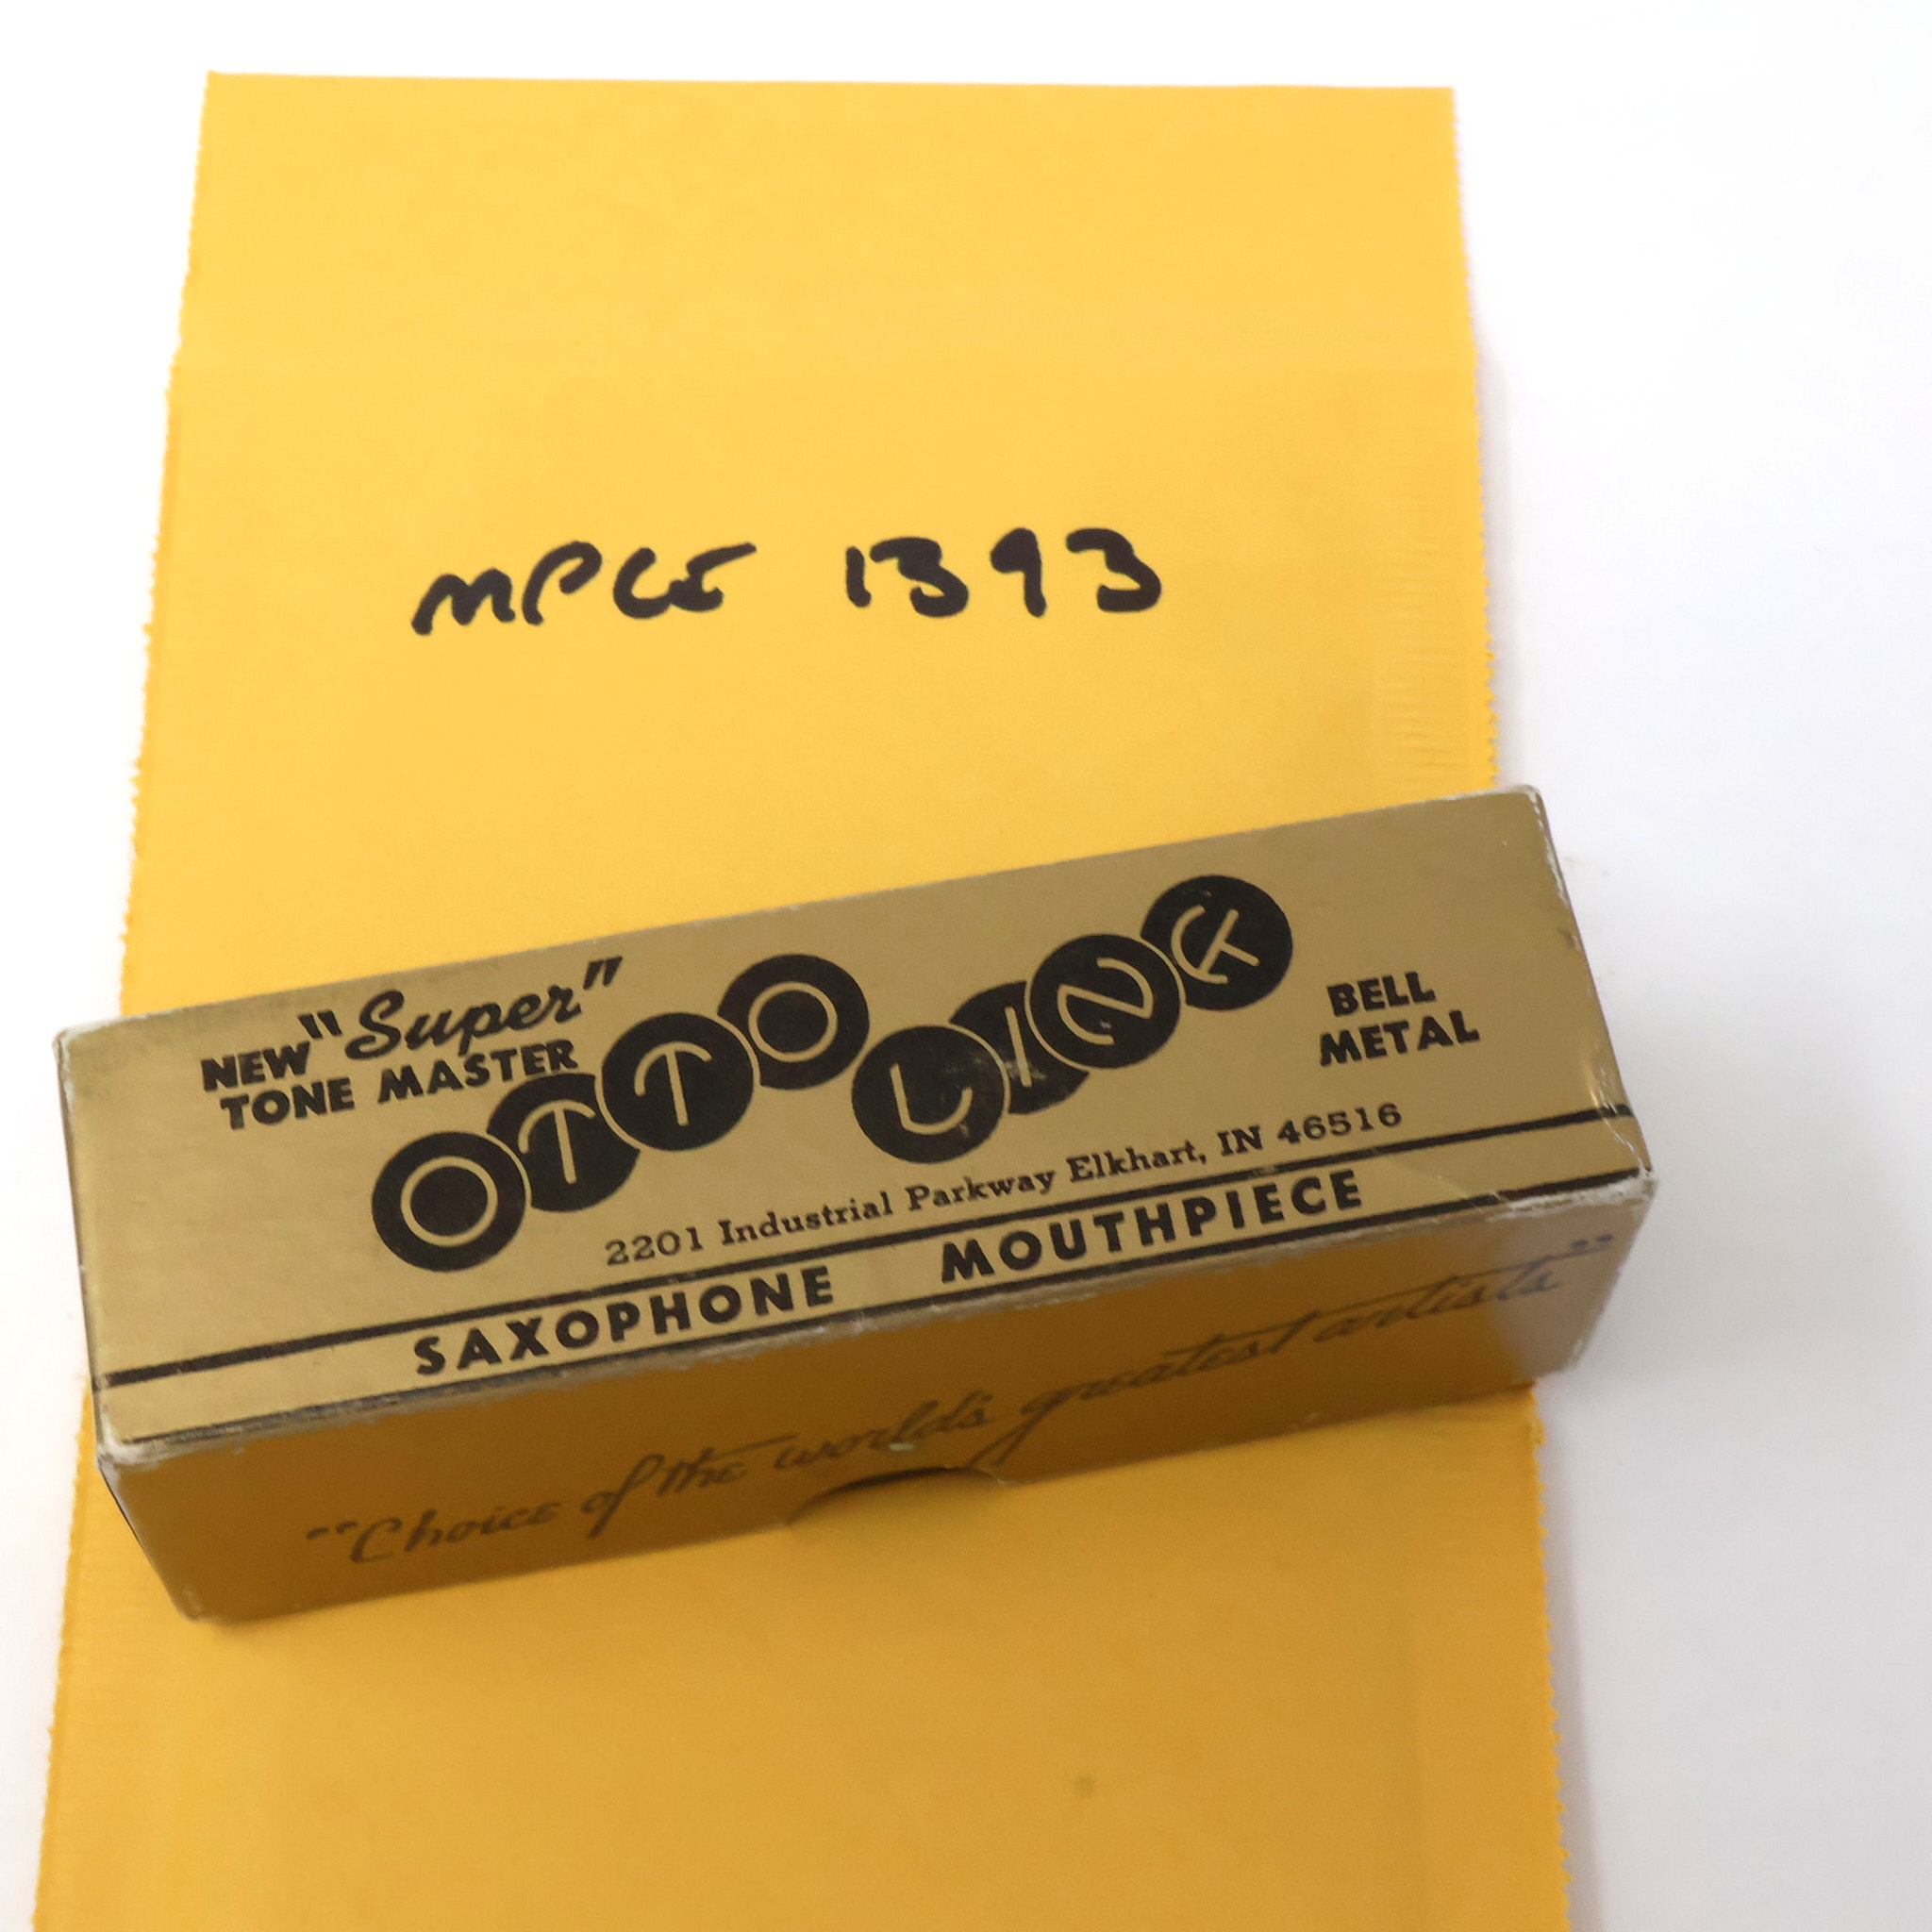 MPCE 1393
NEW "Super"
TONE MASTER
OTTO LINK
BELL
METAL
2201 Industrial Parkway Elkhart, IN 46516
SAXOPHONE MOUTHPIECE
"Choice of the world's greatest artists"